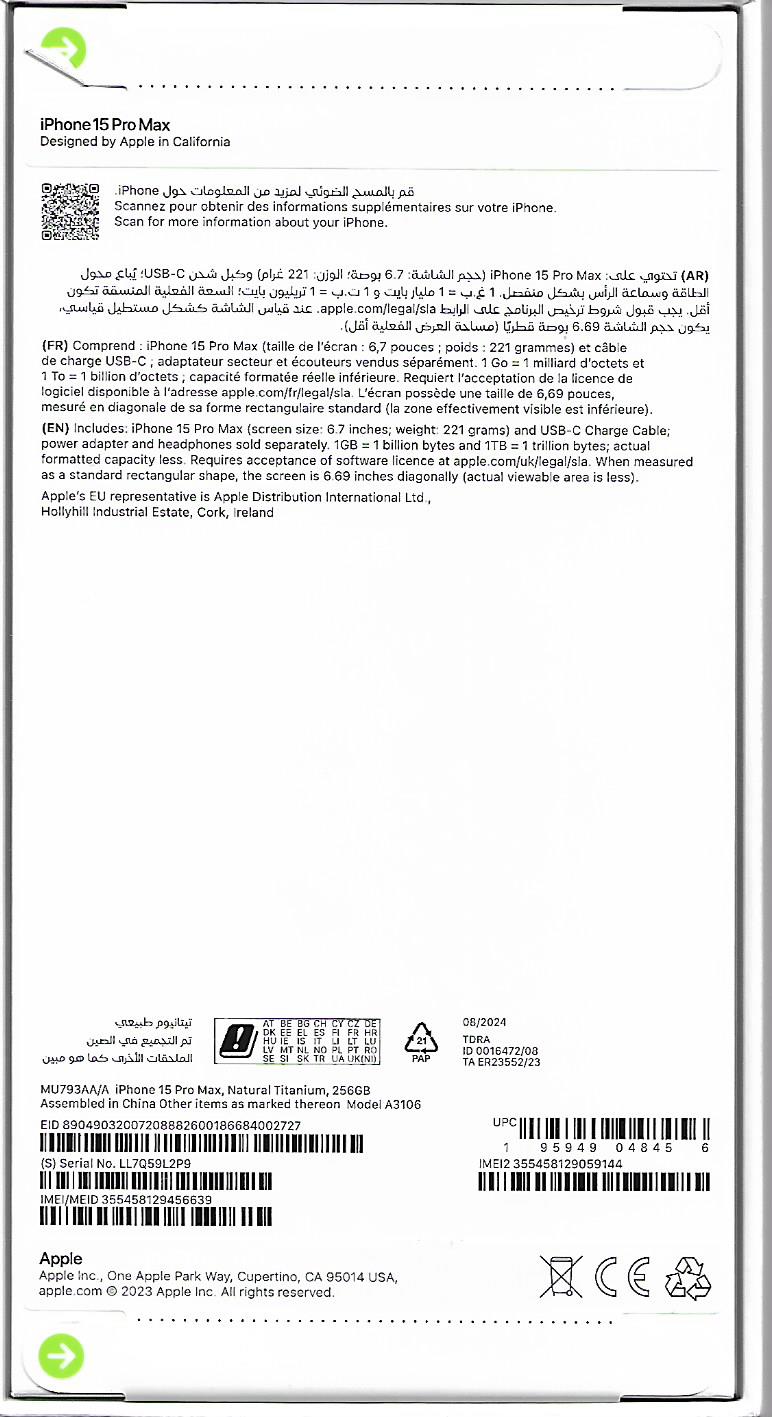 iPhone 15 Pro Max
Designed by Apple in California
قم بالمسح الضوئي لمزيد من المعلومات حول iPhone.
Scannez pour obtenir des informations supplémentaires sur votre iPhone.
Scan for more information about your iPhone.
(AR) تحتوي على: iPhone 15 Pro Max (حجم الشاشة: 6.7 بوصة؛ الوزن: 221 غرام) وكبل شحن USB-C؛ يُباع محول
الطاقة وسماعة الرأس بشكل منفصل. 1 غ.ب = 1 مليار بايت و 1 ت.ب = 1 تريليون بايت؛ السعة الفعلية المنسقة تكون
أقل. يجب قبول شروط ترخيص البرنامج على الرابط apple.com/legal/sla. عند قياس الشاشة كشكل مستطيل قياسي،
يكون حجم الشاشة 6.69 بوصة قطريًا (مساحة العرض الفعلية أقل).
(FR) Comprend : iPhone 15 Pro Max (taille de l'écran : 6,7 pouces ; poids : 221 grammes) et câble
de charge USB-C ; adaptateur secteur et écouteurs vendus séparément. 1 Go = 1 milliard d'octets et
1 To = 1 billion d'octets ; capacité formatée réelle inférieure. Requiert l'acceptation de la licence de
logiciel disponible à l'adresse apple.com/fr/legal/sla. L'écran possède une taille de 6,69 pouces,
mesuré en diagonale de sa forme rectangulaire standard (la zone effectivement visible est inférieure).
(EN) Includes: iPhone 15 Pro Max (screen size: 6.7 inches; weight: 221 grams) and USB-C Charge Cable;
power adapter and headphones sold separately. 1GB = 1 billion bytes and 1TB = 1 trillion bytes; actual
formatted capacity less. Requires acceptance of software licence at apple.com/uk/legal/sla. When measured
as a standard rectangular shape, the screen is 6.69 inches diagonally (actual viewable area is less).
Apple's EU representative is Apple Distribution International Ltd.,
Hollyhill Industrial Estate, Cork, Ireland
تيتانيوم طبيعي
تم التجميع في الصين
الملحقات الأخرى كما هو مبين
AT BE BG CH CY CZ DE
DK EE EL ES FI FR HR
HU IE IS IT LI LT LU
LV MT NL NO PL PT RO
SE SI SK TR UA UK(NI)
21
PAP
08/2024
TDRA
ID 0016472/08
TA ER23552/23
MU793AA/A iPhone 15 Pro Max, Natural Titanium, 256GB
Assembled in China Other items as marked thereon Model A3106
EID 89049032007208882600186684002727
UPC
1 95949 04845 6
(S) Serial No. LL7Q59L2P9
IMEI2 355458129059144
IMEI/MEID 355458129456639
Apple
Apple Inc., One Apple Park Way, Cupertino, CA 95014 USA,
apple.com © 2023 Apple Inc. All rights reserved.
CE